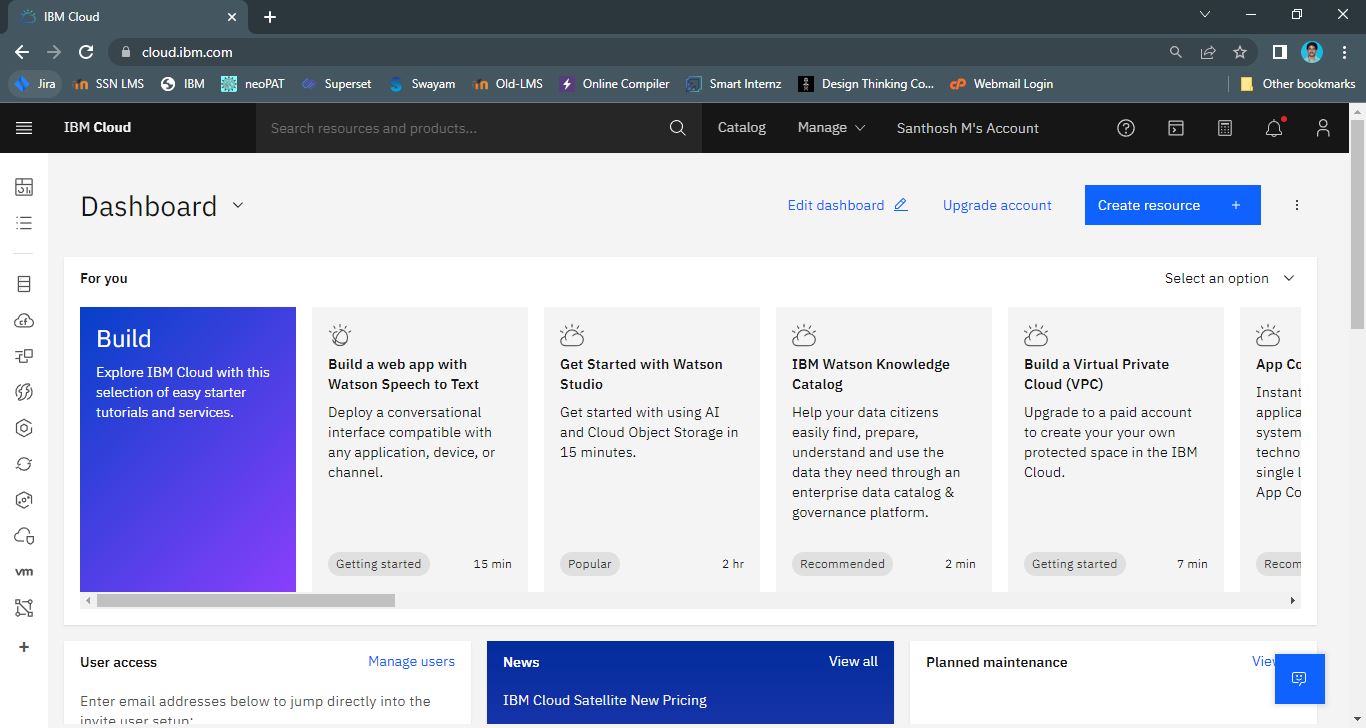 IBM Cloud
cloud.ibm.com
Jira
SSN LMS
IBM
neoPAT
Superset
Swayam
Old-LMS
Online Compiler
Smart Internz
Design Thinking Co...
Webmail Login
Other bookmarks
IBM Cloud
Search resources and products...
Catalog
Manage
Santhosh M's Account
Dashboard
Edit dashboard
Upgrade account
Create resource +
For you
Select an option
Build
Explore IBM Cloud with this
selection of easy starter
tutorials and services.
Build a web app with
Watson Speech to Text
Deploy a conversational
interface compatible with
any application, device, or
channel.
Getting started
15 min
Get Started with Watson
Studio
Get started with using AI
and Cloud Object Storage in
15 minutes.
Popular
2 hr
IBM Watson Knowledge
Catalog
Help your data citizens
easily find, prepare,
understand and use the
data they need through an
enterprise data catalog &
governance platform.
Recommended
2 min
Build a Virtual Private
Cloud (VPC)
Upgrade to a paid account
to create your your own
protected space in the IBM
Cloud.
Getting started
7 min
App Co
Instant
applica
system
techno
single l
App Co
Recom
vm
User access
Manage users
Enter email addresses below to jump directly into the
invite user setup:
News
View all
IBM Cloud Satellite New Pricing
Planned maintenance